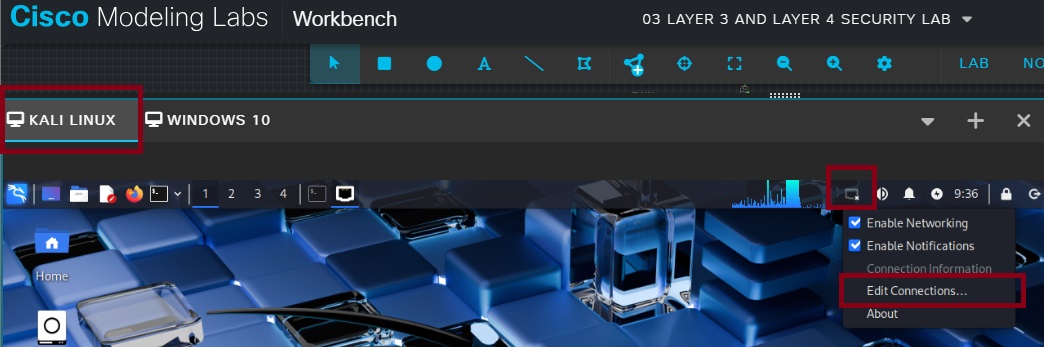 Cisco Modeling Labs Workbench 03 LAYER 3 AND LAYER 4 SECURITY LAB
A LAB NO
KALI LINUX WINDOWS 10
1 2 3 4 9:36
Enable Networking
Enable Notifications
Home Connection Information
Edit Connections...
About